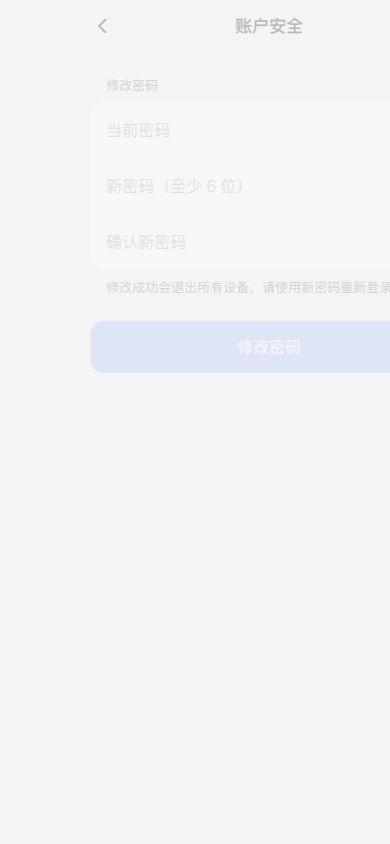 账户安全
修改密码
当前密码
新密码（至少 6 位）
确认新密码
修改成功会退出所有设备，请使用新密码重新登录
修改密码